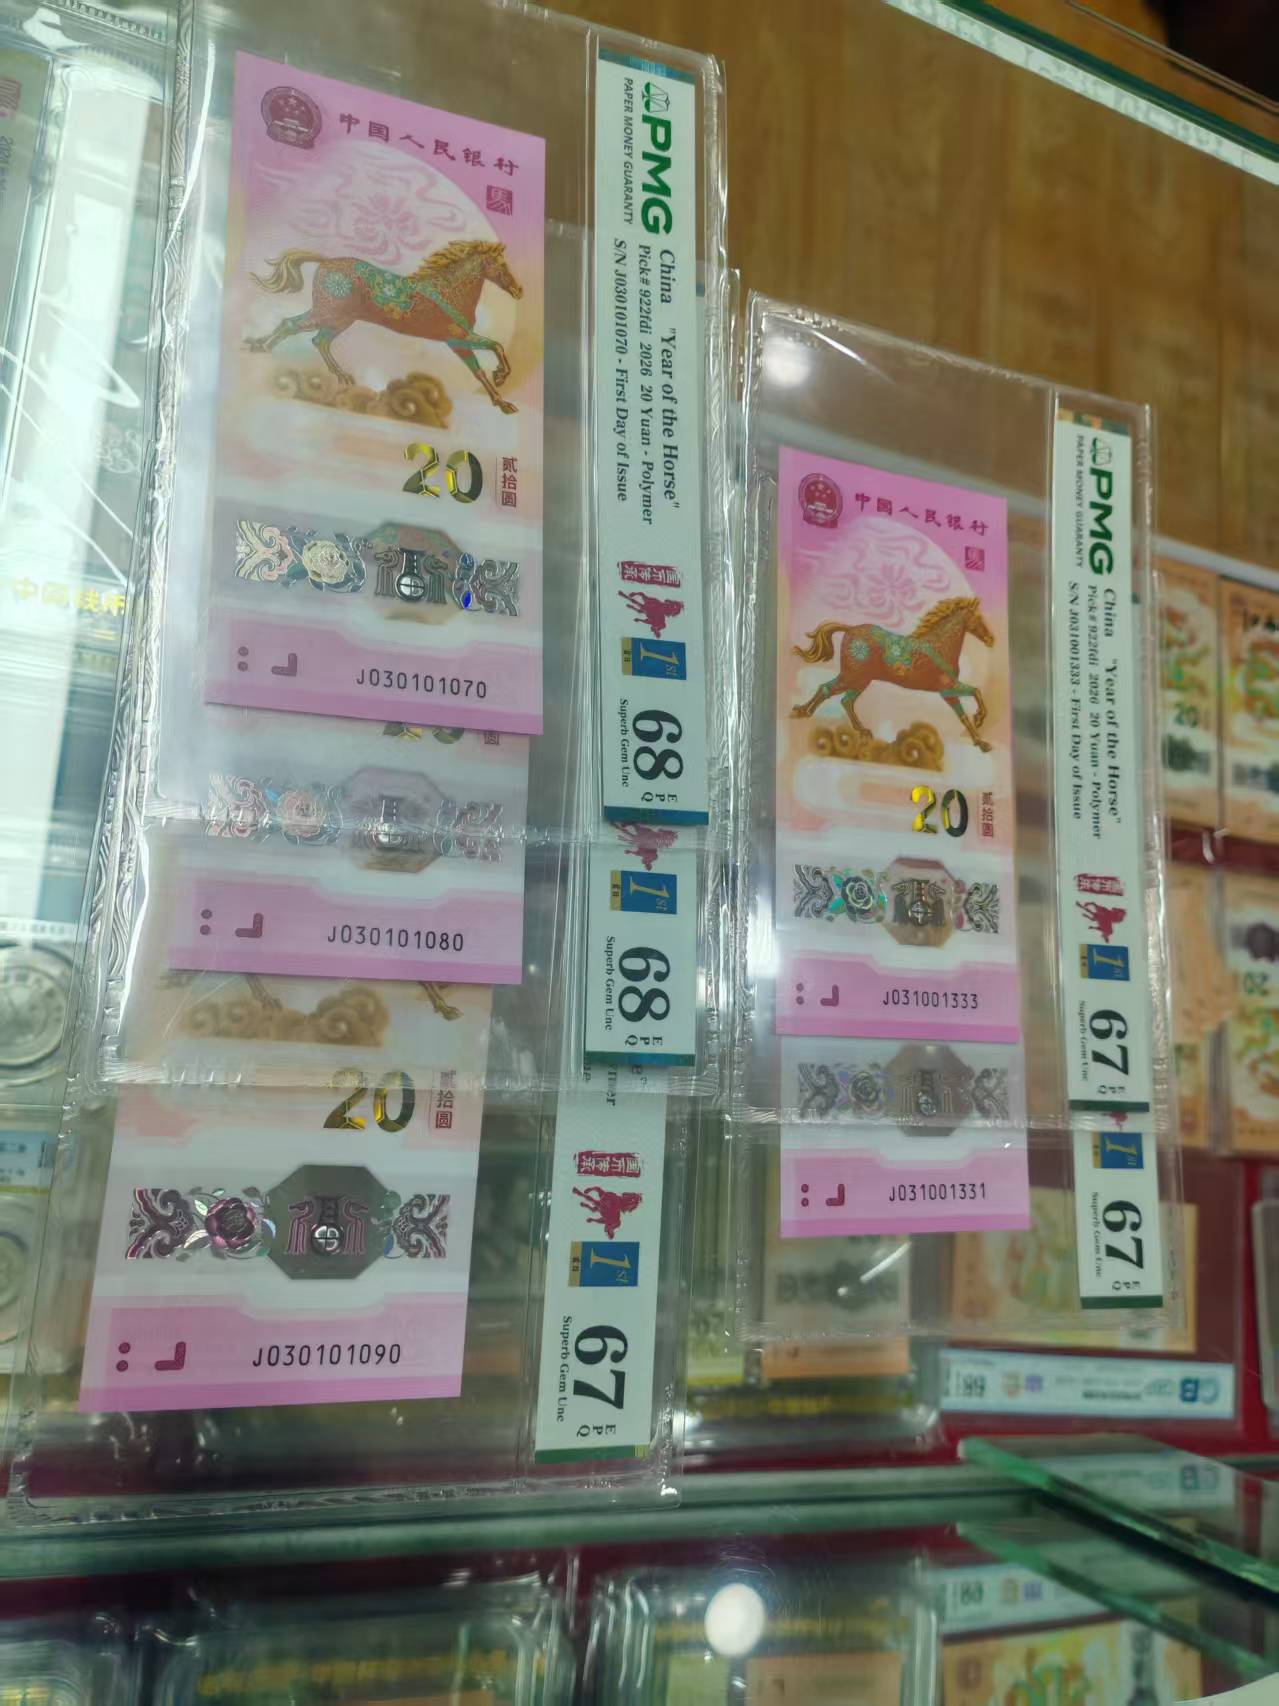 中国人民银行
20
贰拾圆
J030101070
PMG
PAPER MONEY GUARANTY
China "Year of the Horse"
Pick# 922fdi 2026 20 Yuan - Polymer
S/N J030101070 - First Day of Issue
1st
68
EPQ
Superb Gem Unc
J030101080
1st
68
EPQ
Superb Gem Unc
20
贰拾圆
J030101090
1st
67
EPQ
Superb Gem Unc
中国人民银行
20
贰拾圆
J031001333
PMG
PAPER MONEY GUARANTY
China "Year of the Horse"
Pick# 922fdi 2026 20 Yuan - Polymer
S/N J031001333 - First Day of Issue
1st
67
EPQ
Superb Gem Unc
J031001331
1st
67
EPQ
Superb Gem Unc